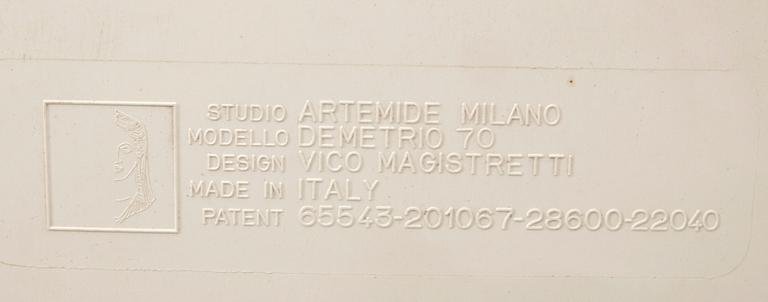 STUDIO ARTEMIDE MILANO
MODELLO DEMETRIO 70
DESIGN VICO MAGISTRETTI
MADE IN ITALY
PATENT 65543-201067-28600-22040